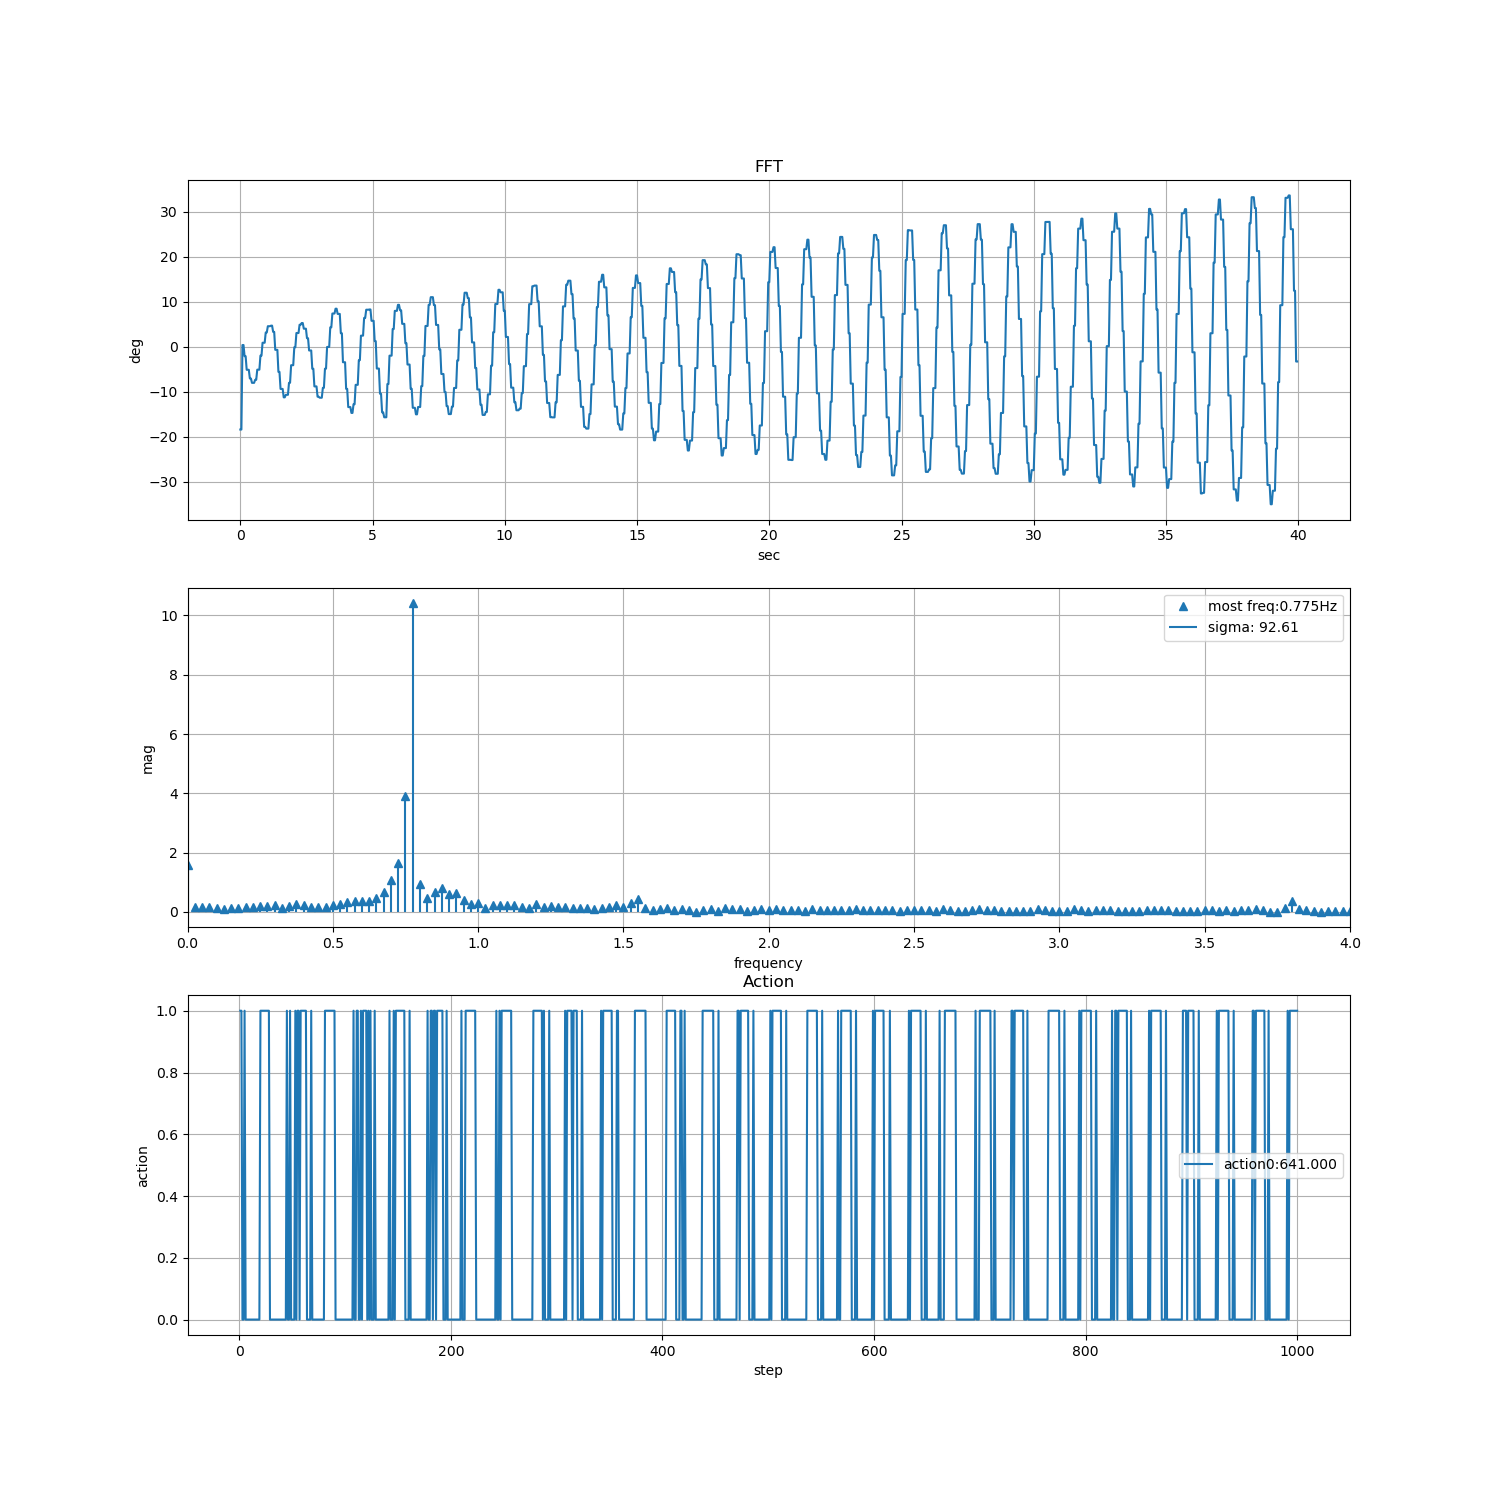 FFT
30
20
10
0
−10
−20
−30
deg
0 5 10 15 20 25 30 35 40
sec
10
8
6
4
2
0
mag
most freq:0.775Hz
sigma: 92.61
0.0 0.5 1.0 1.5 2.0 2.5 3.0 3.5 4.0
frequency
Action
1.0
0.8
0.6
0.4
0.2
0.0
action
action0:641.000
0 200 400 600 800 1000
step